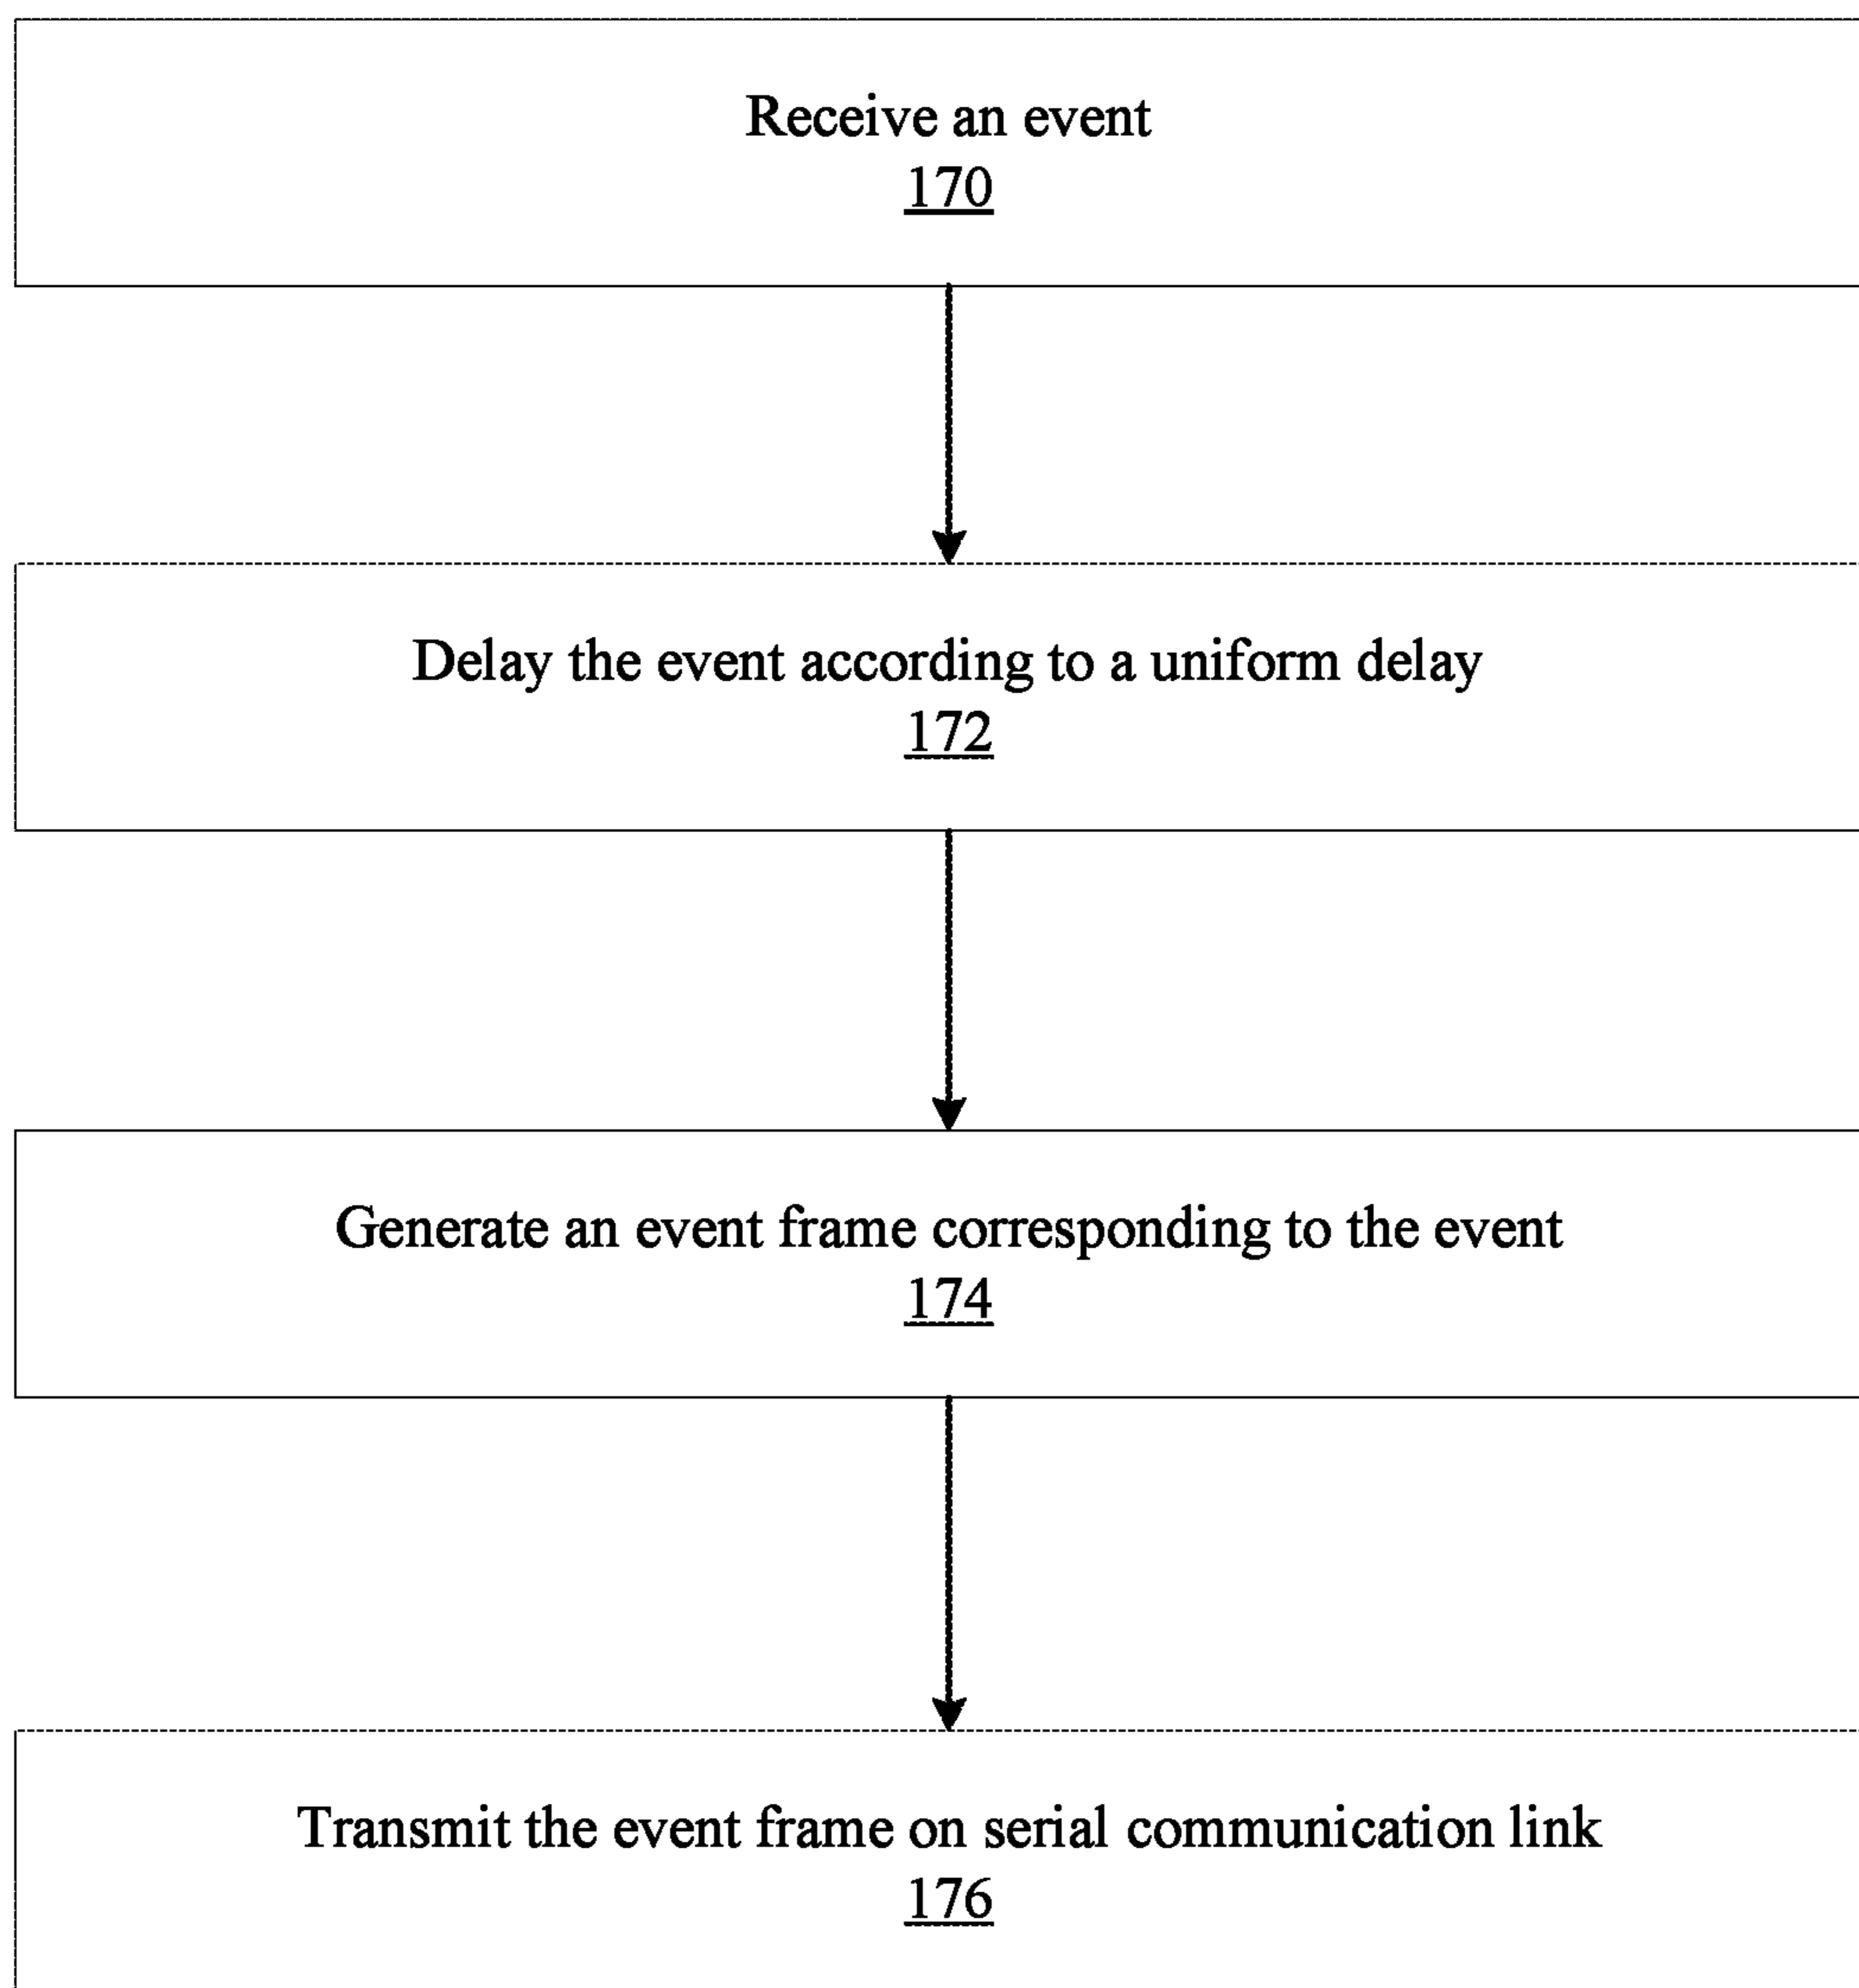 Receive an event
170
Delay the event according to a uniform delay
172
Generate an event frame corresponding to the event
174
Transmit the event frame on serial communication link
176